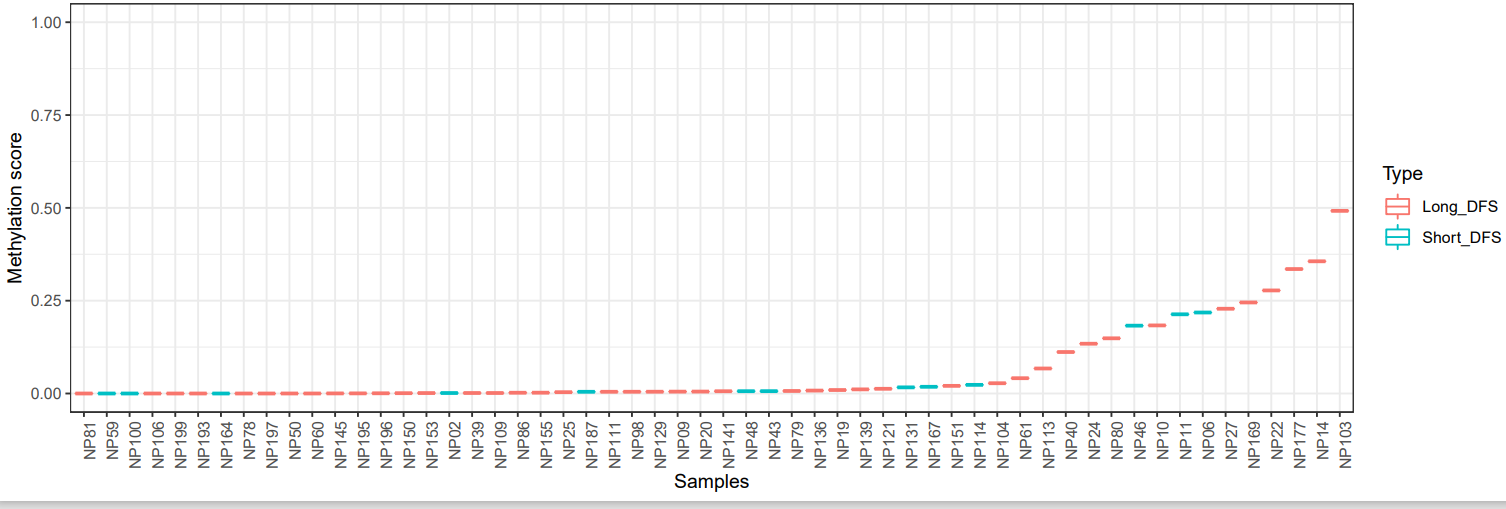 1.00
0.75
0.50
0.25
0.00
Methylation score
NP81
NP59
NP100
NP106
NP199
NP193
NP164
NP78
NP197
NP50
NP60
NP145
NP195
NP196
NP150
NP153
NP02
NP39
NP109
NP86
NP155
NP25
NP187
NP111
NP98
NP129
NP09
NP20
NP141
NP48
NP43
NP79
NP136
NP19
NP139
NP121
NP131
NP167
NP151
NP114
NP104
NP61
NP113
NP40
NP24
NP80
NP46
NP10
NP11
NP06
NP27
NP169
NP22
NP177
NP14
NP103
Samples
Type
Long_DFS
Short_DFS